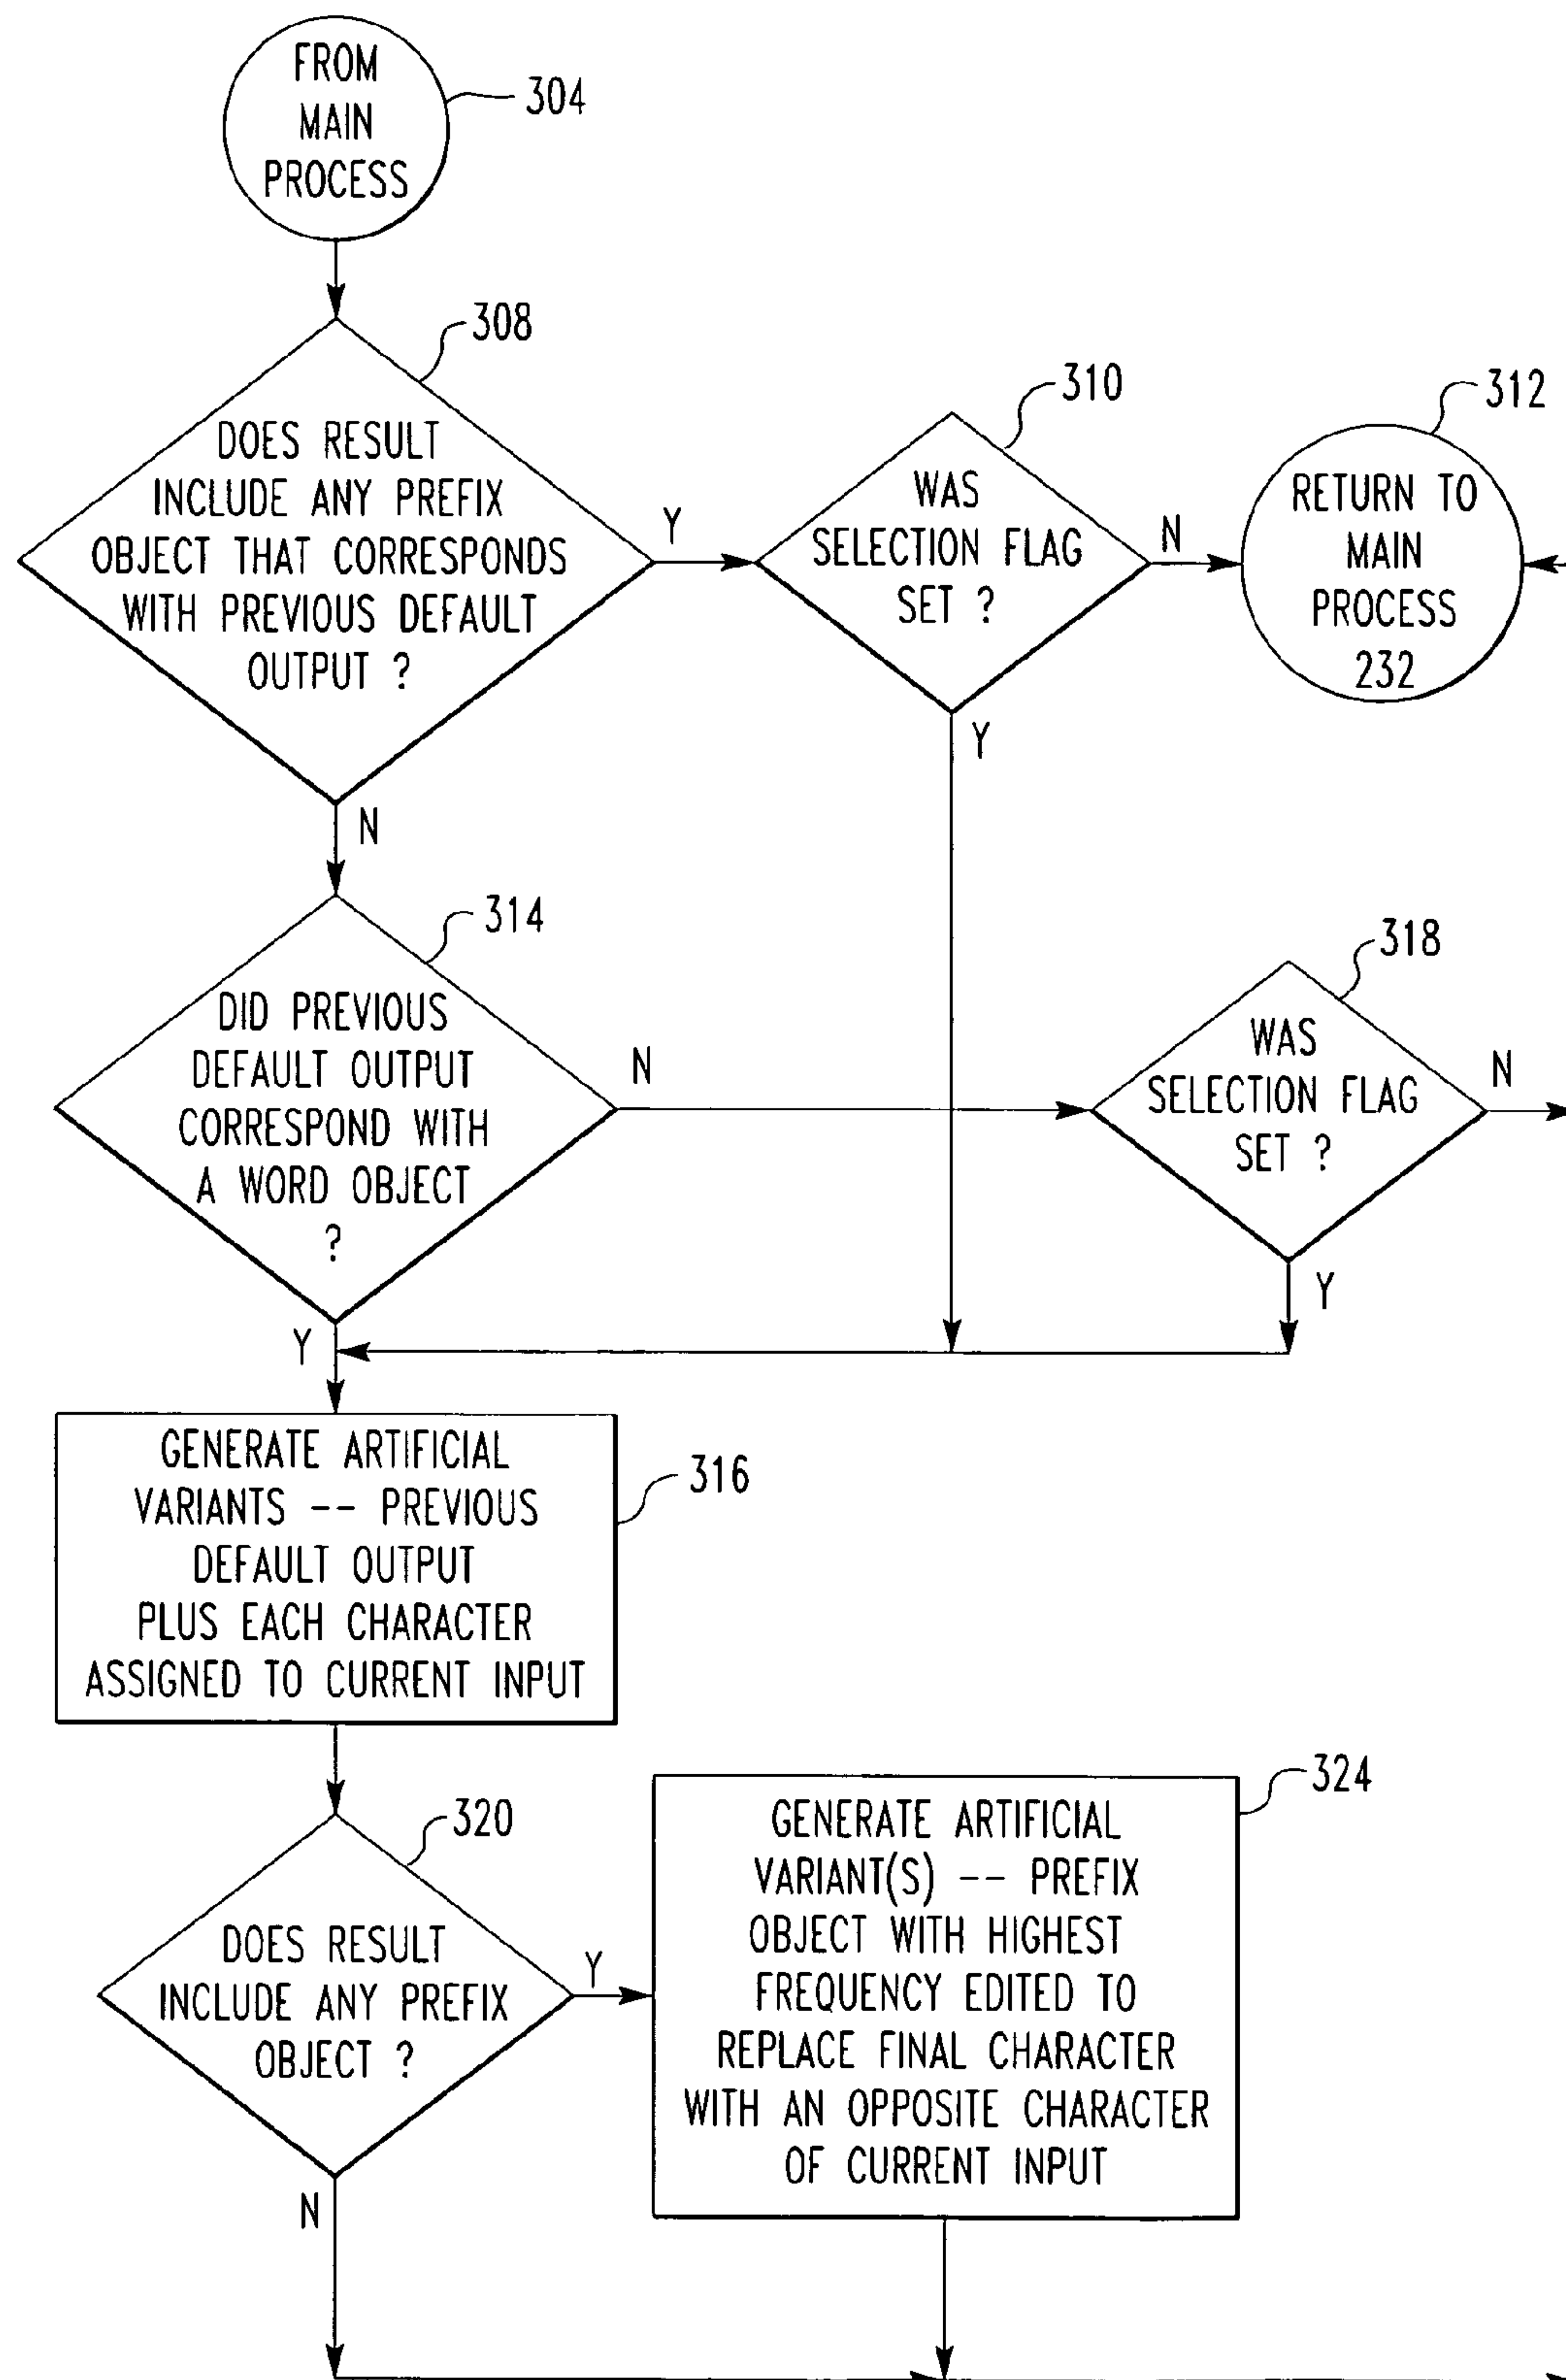 FROM
MAIN
PROCESS
304
308
DOES RESULT
INCLUDE ANY PREFIX
OBJECT THAT CORRESPONDS
WITH PREVIOUS DEFAULT
OUTPUT ?
Y
N
310
WAS
SELECTION FLAG
SET ?
N
Y
312
RETURN TO
MAIN
PROCESS
232
314
DID PREVIOUS
DEFAULT OUTPUT
CORRESPOND WITH
A WORD OBJECT
?
N
Y
318
WAS
SELECTION FLAG
SET ?
N
Y
316
GENERATE ARTIFICIAL
VARIANTS -- PREVIOUS
DEFAULT OUTPUT
PLUS EACH CHARACTER
ASSIGNED TO CURRENT INPUT
320
DOES RESULT
INCLUDE ANY PREFIX
OBJECT ?
Y
N
324
GENERATE ARTIFICIAL
VARIANT(S) -- PREFIX
OBJECT WITH HIGHEST
FREQUENCY EDITED TO
REPLACE FINAL CHARACTER
WITH AN OPPOSITE CHARACTER
OF CURRENT INPUT